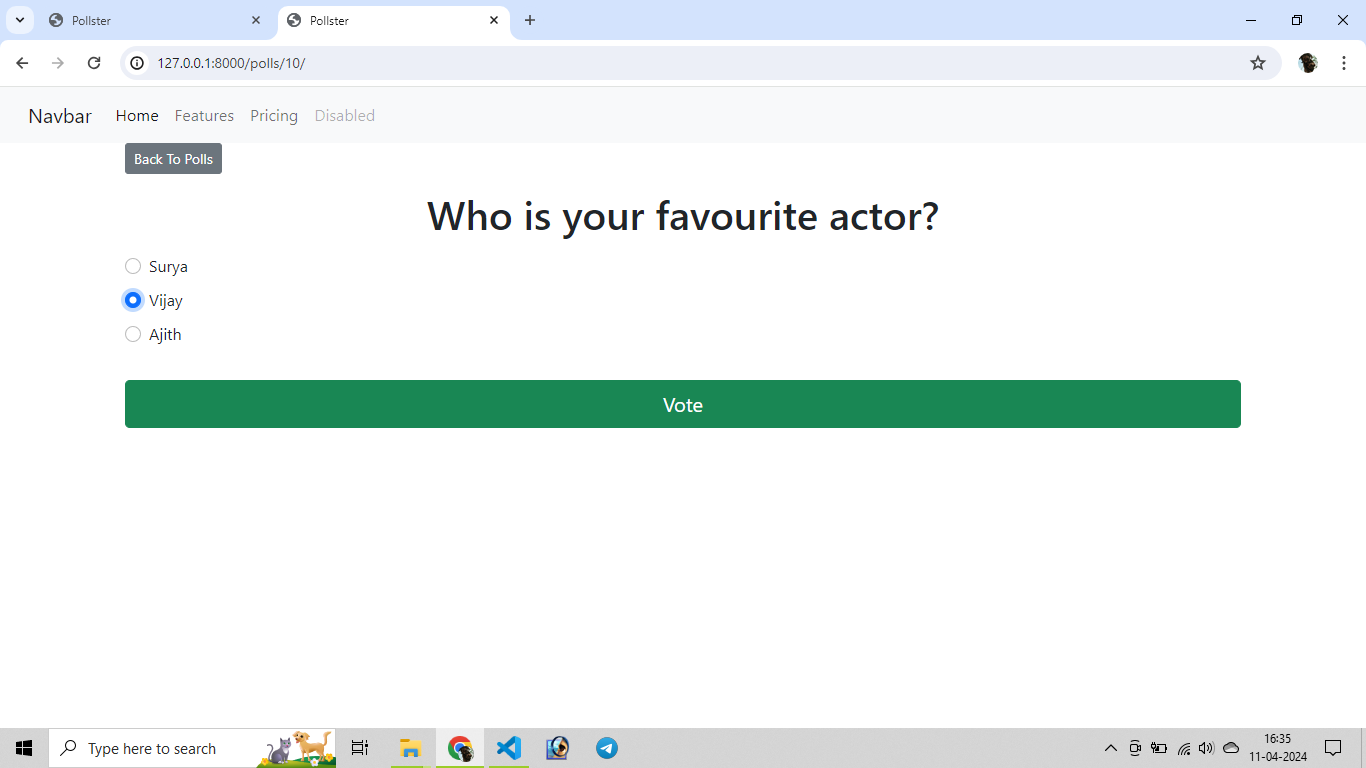 Pollster
Pollster
127.0.0.1:8000/polls/10/
Navbar Home Features Pricing Disabled
Back To Polls
Who is your favourite actor?
Surya
Vijay
Ajith
Vote
Type here to search
16:35
11-04-2024